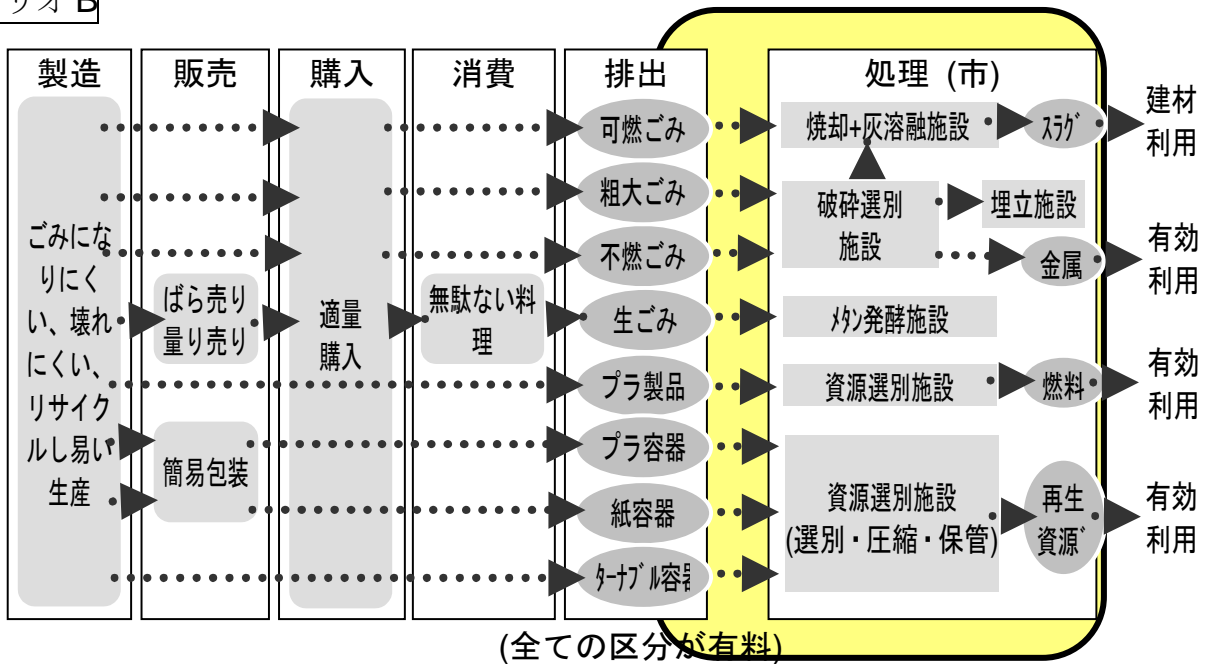 リオ B
製造
販売
購入
消費
排出
処理 (市)
ごみにな
りにく
い、壊れ
にくい、
リサイク
ルし易い
生産
ばら売り
量り売り
簡易包装
適量
購入
無駄ない料
理
可燃ごみ
粗大ごみ
不燃ごみ
生ごみ
プラ製品
プラ容器
紙容器
ﾀｰﾅﾌﾞﾙ容器
焼却+灰溶融施設
破砕選別
施設
埋立施設
ﾒﾀﾝ発酵施設
資源選別施設
資源選別施設
(選別・圧縮・保管)
ｽﾗｸﾞ
金属
燃料
再生
資源ﾞ
建材
利用
有効
利用
有効
利用
有効
利用
(全ての区分が有料)